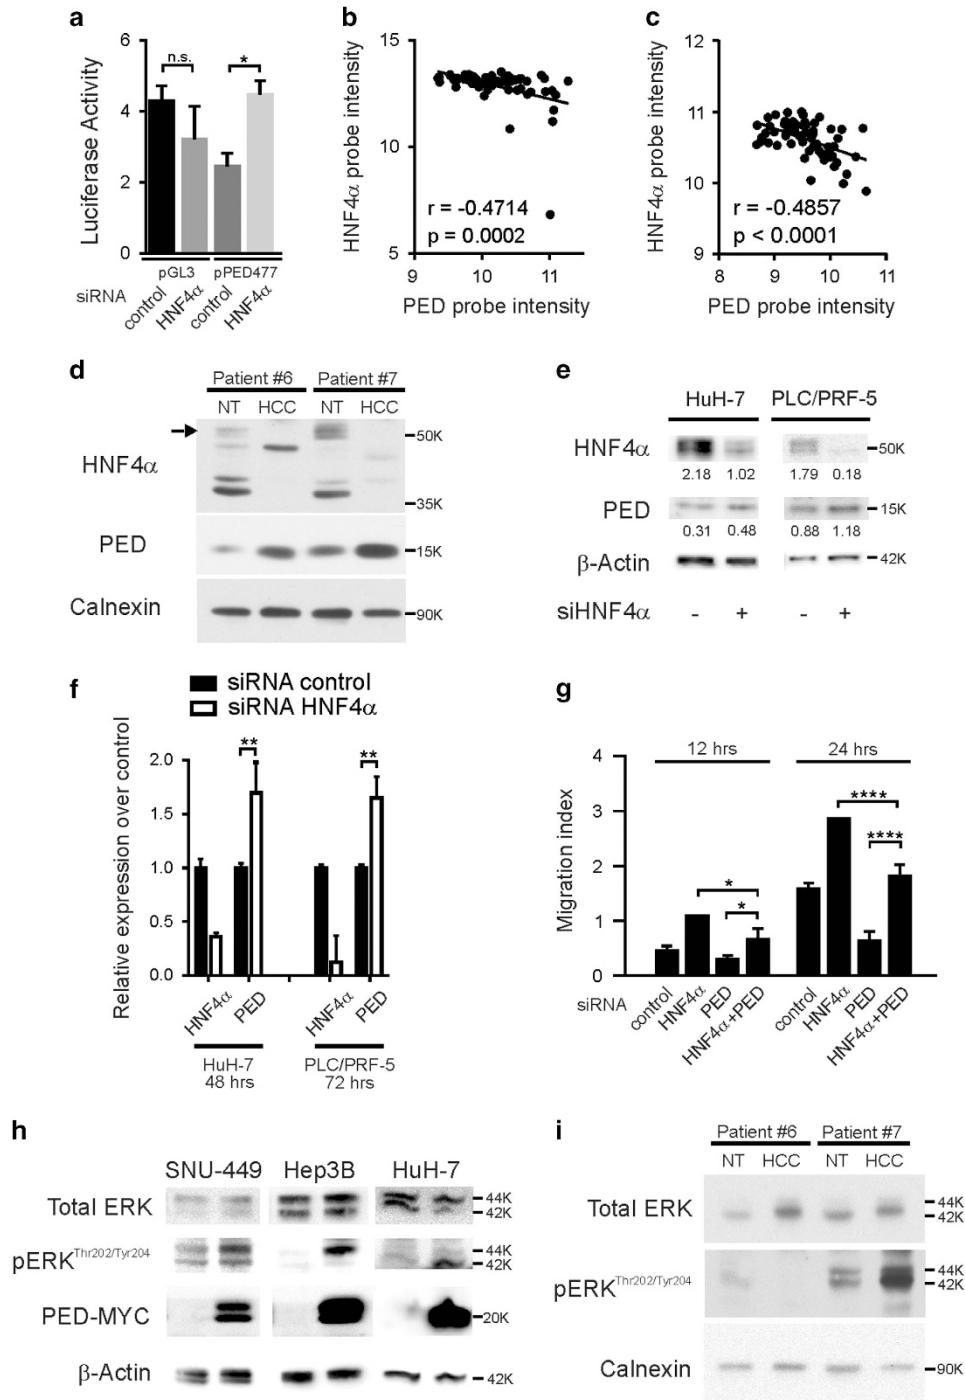 a
6
4
2
0
Luciferase Activity
n.s.
*
pGL3 pPED477
siRNA
control HNF4α control HNF4α
b
15
10
5
HNF4α probe intensity
r = -0.4714
p = 0.0002
9 10 11
PED probe intensity
c
12
11
10
9
HNF4α probe intensity
r = -0.4857
p < 0.0001
8 9 10 11
PED probe intensity
d
Patient #6 Patient #7
NT HCC NT HCC
HNF4α
50K
35K
PED
15K
Calnexin
90K
e
HuH-7 PLC/PRF-5
HNF4α
50K
2.18 1.02 1.79 0.18
PED
15K
0.31 0.48 0.88 1.18
β-Actin
42K
siHNF4α - + - +
f
siRNA control
siRNA HNF4α
Relative expression over control
2.0
1.5
1.0
0.5
0.0
**
**
HNF4α PED HNF4α PED
HuH-7 PLC/PRF-5
48 hrs 72 hrs
g
Migration index
4
3
2
1
0
12 hrs 24 hrs
*
*
****
****
siRNA
control HNF4α PED HNF4α+PED control HNF4α PED HNF4α+PED
h
SNU-449 Hep3B HuH-7
Total ERK
44K
42K
pERK Thr202/Tyr204
44K
42K
PED-MYC
20K
β-Actin
42K
i
Patient #6 Patient #7
NT HCC NT HCC
Total ERK
44K
42K
pERK Thr202/Tyr204
44K
42K
Calnexin
90K